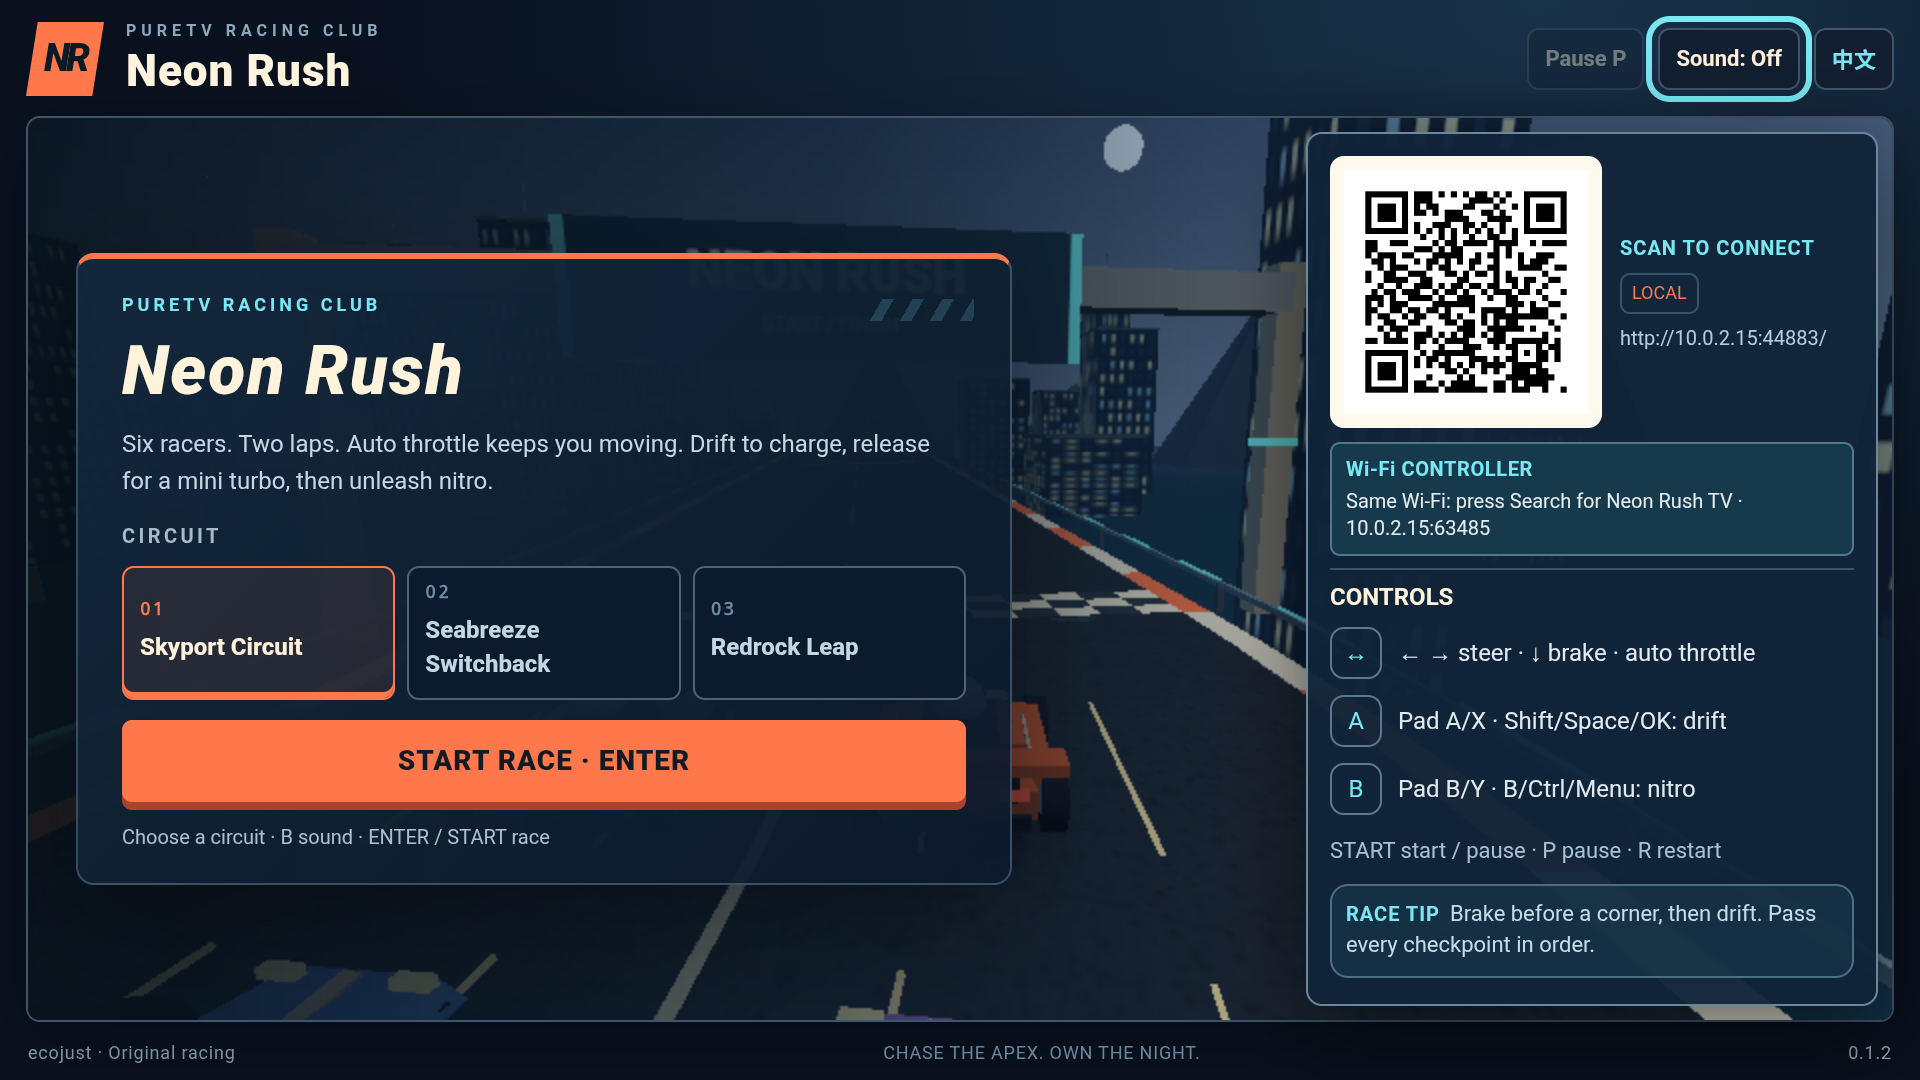 NR
PURETV RACING CLUB
Neon Rush
Pause P
Sound: Off
中文
NEON RUSH
START / FINISH
PURETV RACING CLUB
Neon Rush
Six racers. Two laps. Auto throttle keeps you moving. Drift to charge, release
for a mini turbo, then unleash nitro.
CIRCUIT
01
Skyport Circuit
02
Seabreeze
Switchback
03
Redrock Leap
START RACE · ENTER
Choose a circuit · B sound · ENTER / START race
SCAN TO CONNECT
LOCAL
http://10.0.2.15:44883/
Wi-Fi CONTROLLER
Same Wi-Fi: press Search for Neon Rush TV ·
10.0.2.15:63485
CONTROLS
↔ ← → steer · ↓ brake · auto throttle
A Pad A/X · Shift/Space/OK: drift
B Pad B/Y · B/Ctrl/Menu: nitro
START start / pause · P pause · R restart
RACE TIP Brake before a corner, then drift. Pass
every checkpoint in order.
ecojust · Original racing
CHASE THE APEX. OWN THE NIGHT.
0.1.2